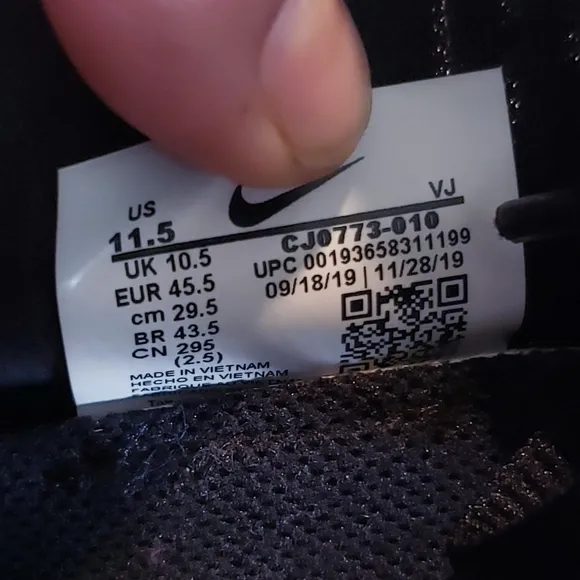 US
11.5
UK 10.5
EUR 45.5
cm 29.5
BR 43.5
CN 295
(2.5)
MADE IN VIETNAM
HECHO EN VIETNAM
VJ
CJ0773-010
UPC 00193658311199
09/18/19 | 11/28/19